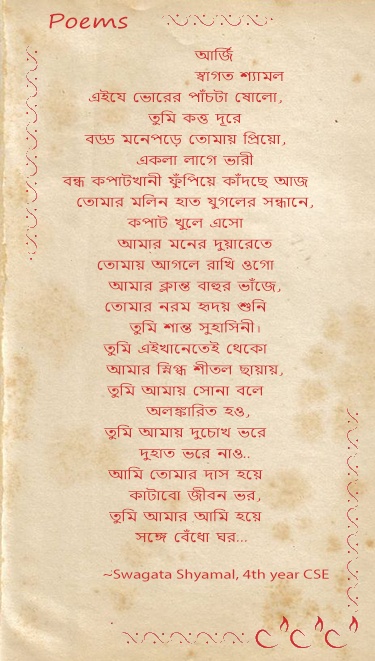 Poems
আর্জি
স্বাগত শ্যামল
এইযে ভোরের পাঁচটা ষোলো,
তুমি কত্ত দূরে
বড্ড মনেপড়ে তোমায় প্রিয়ো,
একলা লাগে ভারী
বন্ধ কপাটখানী ফুঁপিয়ে কাঁদছে আজ
তোমার মলিন হাত যুগলের সন্ধানে,
কপাট খুলে এসো
আমার মনের দুয়ারেতে
তোমায় আগলে রাখি ওগো
আমার ক্লান্ত বাহুর ভাঁজে,
তোমার নরম হৃদয় শুনি
তুমি শান্ত সুহাসিনী।
তুমি এইখানেতেই থেকো
আমার স্নিগ্ধ শীতল ছায়ায়,
তুমি আমায় সোনা বলে
অলঙ্কারিত হও,
তুমি আমায় দুচোখ ভরে
দুহাত ভরে নাও..
আমি তোমার দাস হয়ে
কাটাবো জীবন ভর,
তুমি আমার আমি হয়ে
সঙ্গে বেঁধো ঘর...
~Swagata Shyamal, 4th year CSE